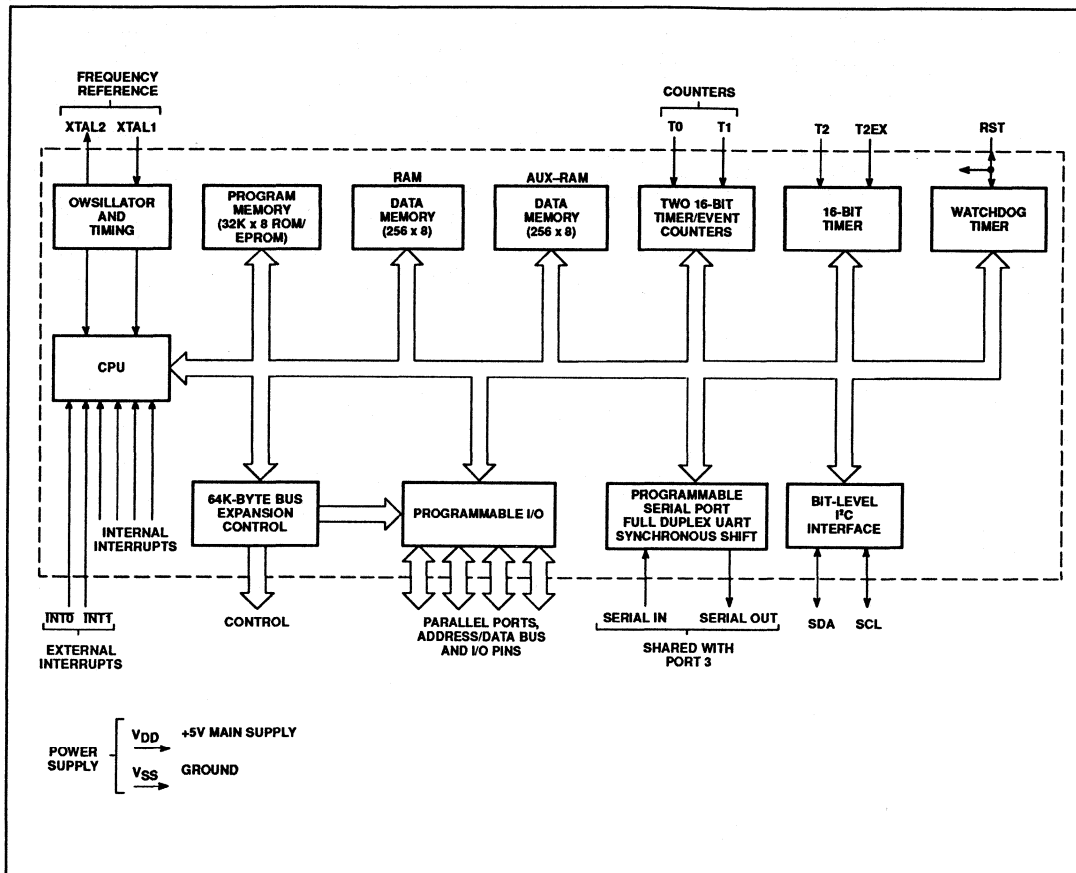 FREQUENCY
REFERENCE
XTAL2 XTAL1
COUNTERS
T0 T1
T2 T2EX
RST
OWSILLATOR
AND
TIMING
PROGRAM
MEMORY
(32K x 8 ROM/
EPROM)
RAM
DATA
MEMORY
(256 x 8)
AUX–RAM
DATA
MEMORY
(256 x 8)
TWO 16-BIT
TIMER/EVENT
COUNTERS
16-BIT
TIMER
WATCHDOG
TIMER
CPU
64K-BYTE BUS
EXPANSION
CONTROL
PROGRAMMABLE I/O
PROGRAMMABLE
SERIAL PORT
FULL DUPLEX UART
SYNCHRONOUS SHIFT
BIT-LEVEL
I²C
INTERFACE
INTERNAL
INTERRUPTS
INT0 INT1
EXTERNAL
INTERRUPTS
CONTROL
PARALLEL PORTS,
ADDRESS/DATA BUS
AND I/O PINS
SERIAL IN SERIAL OUT
SHARED WITH
PORT 3
SDA SCL
POWER
SUPPLY
VDD +5V MAIN SUPPLY
VSS GROUND